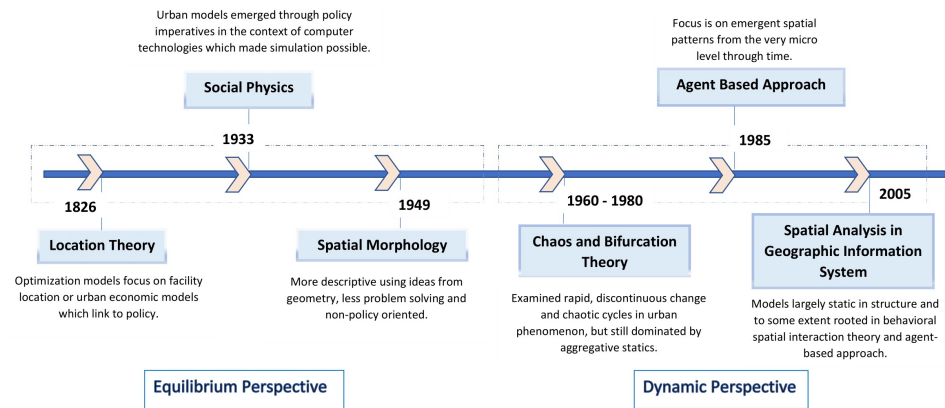 Urban models emerged through policy
imperatives in the context of computer
technologies which made simulation possible.
Social Physics
1933
1826
Location Theory
Optimization models focus on facility
location or urban economic models
which link to policy.
1949
Spatial Morphology
More descriptive using ideas from
geometry, less problem solving and
non-policy oriented.
Equilibrium Perspective
Focus is on emergent spatial
patterns from the very micro
level through time.
Agent Based Approach
1985
1960 - 1980
Chaos and Bifurcation
Theory
Examined rapid, discontinuous change
and chaotic cycles in urban
phenomenon, but still dominated by
aggregative statics.
2005
Spatial Analysis in
Geographic Information
System
Models largely static in structure and
to some extent rooted in behavioral
spatial interaction theory and agent-
based approach.
Dynamic Perspective